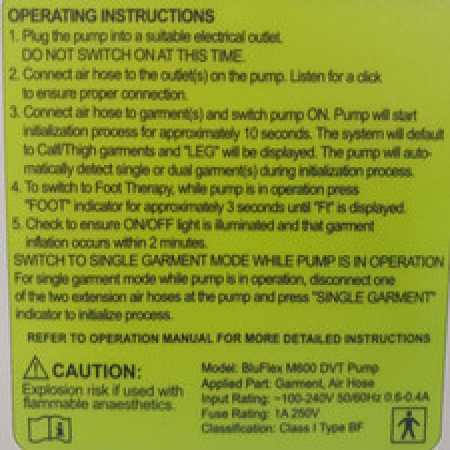 OPERATING INSTRUCTIONS
1. Plug the pump into a suitable electrical outlet.
DO NOT SWITCH ON AT THIS TIME.
2. Connect air hose to the outlet(s) on the pump. Listen for a click
to ensure proper connection.
3. Connect air hose to garment(s) and switch pump ON. Pump will start
initialization process for approximately 10 seconds. The system will default
to Calf/Thigh garments and "LEG" will be displayed. The pump will auto-
matically detect single or dual garment(s) during initialization process.
4. To switch to Foot Therapy, while pump is in operation press
"FOOT" indicator for approximately 3 seconds until "Ft" is displayed.
5. Check to ensure ON/OFF light is illuminated and that garment
inflation occurs within 2 minutes.
SWITCH TO SINGLE GARMENT MODE WHILE PUMP IS IN OPERATION
For single garment mode while pump is in operation, disconnect one
of the two extension air hoses at the pump and press "SINGLE GARMENT"
indicator to initialize process.
REFER TO OPERATION MANUAL FOR MORE DETAILED INSTRUCTIONS
CAUTION:
Explosion risk if used with
flammable anaesthetics.
Model: BluFlex M600 DVT Pump
Applied Part: Garment, Air Hose
Input Rating: ~100-240V 50/60Hz 0.6-0.4A
Fuse Rating: 1A 250V
Classification: Class I Type BF